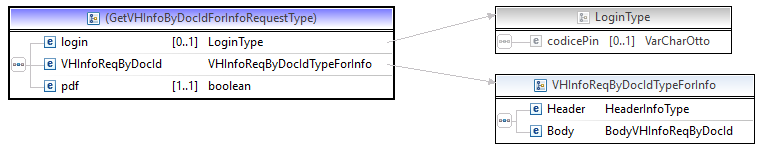 (GetVHInfoByDocIdForInfoRequestType)
login [0..1] LoginType
VHInfoReqByDocId VHInfoReqByDocIdTypeForInfo
pdf [1..1] boolean
LoginType
codicePin [0..1] VarCharOtto
VHInfoReqByDocIdTypeForInfo
Header HeaderInfoType
Body BodyVHInfoReqByDocId